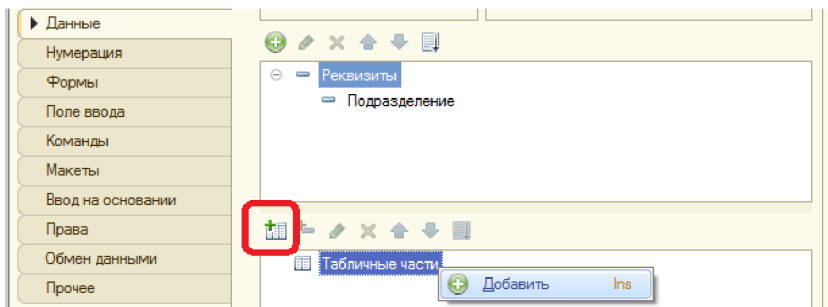 Данные
Нумерация
Формы
Поле ввода
Команды
Макеты
Ввод на основании
Права
Обмен данными
Прочее
Реквизиты
Подразделение
Табличные части
Добавить Ins